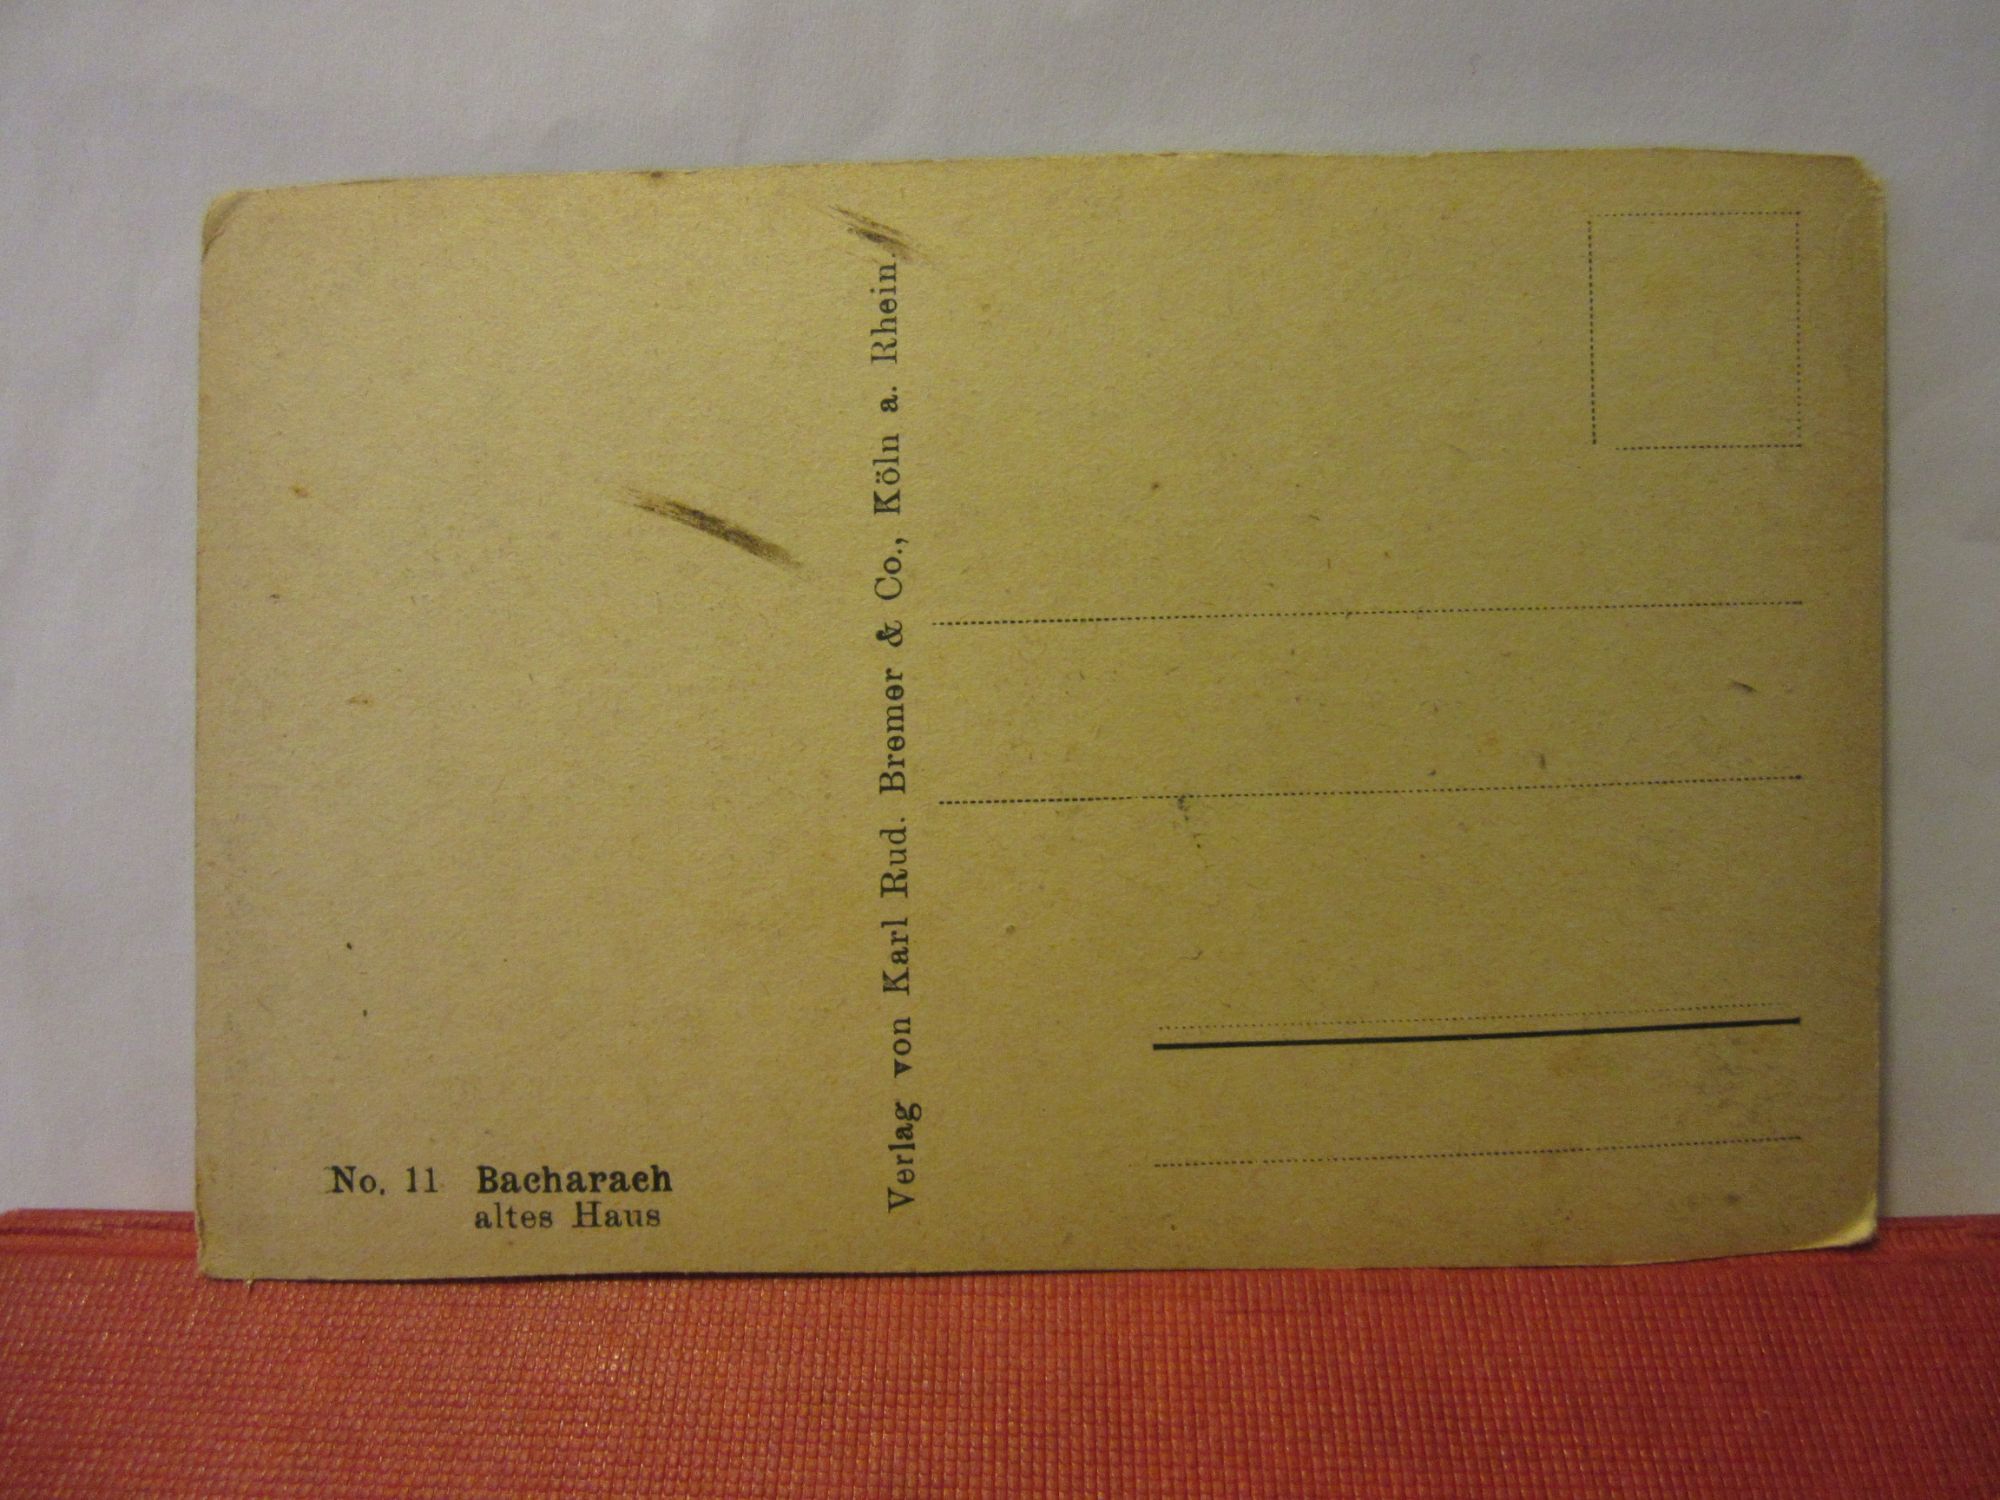 No. 11 Bacharach
altes Haus
Verlag von Karl Rud. Bremer & Co., Köln a. Rhein.